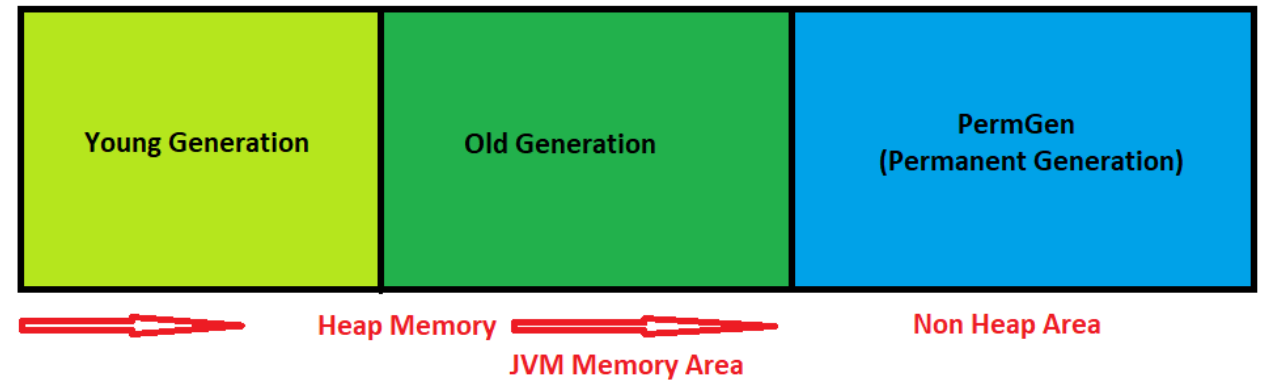 Young Generation
Old Generation
PermGen
(Permanent Generation)
Heap Memory
Non Heap Area
JVM Memory Area